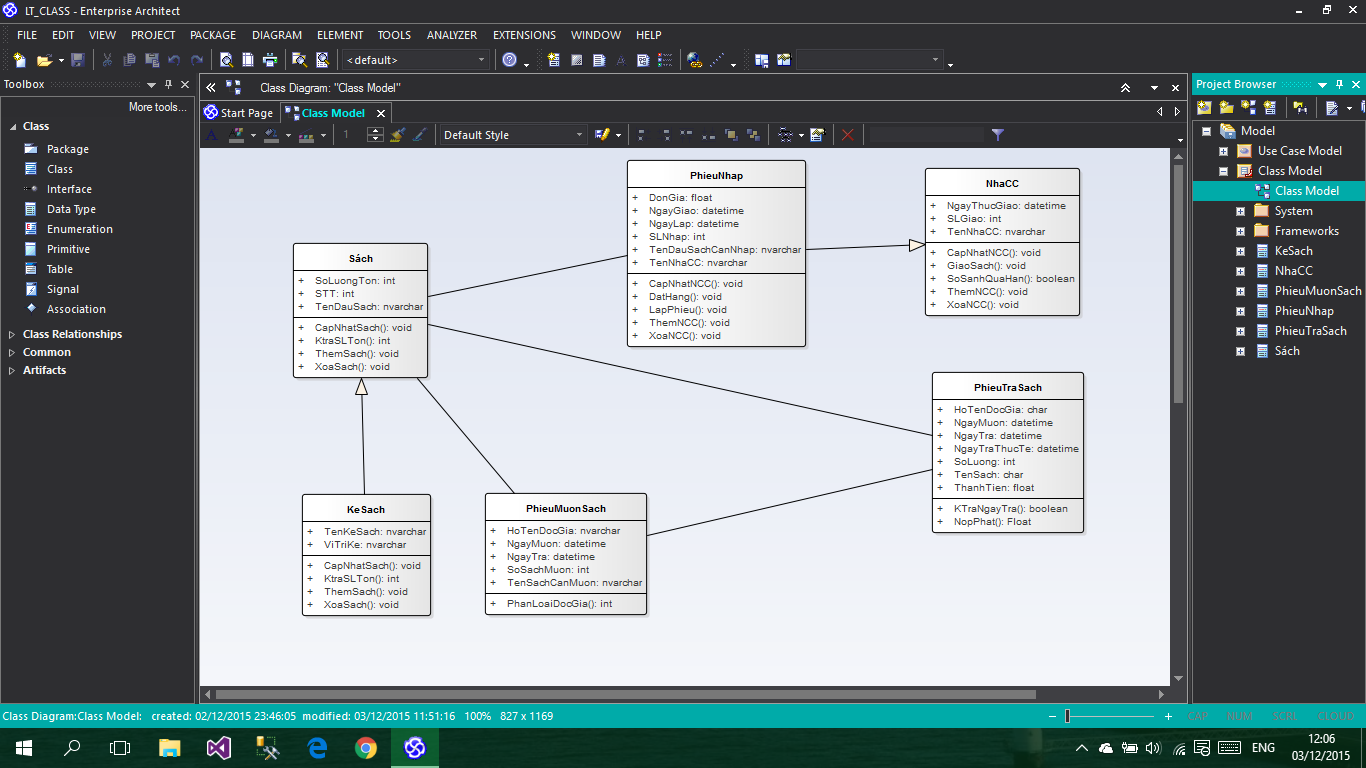 LT_CLASS - Enterprise Architect
FILE EDIT VIEW PROJECT PACKAGE DIAGRAM ELEMENT TOOLS ANALYZER EXTENSIONS WINDOW HELP
<default>
Toolbox
More tools...
Class
Package
Class
Interface
Data Type
Enumeration
Primitive
Table
Signal
Association
Class Relationships
Common
Artifacts
Class Diagram: "Class Model"
Start Page Class Model
1 Default Style
PhieuNhap
+ DonGia: float
+ NgayGiao: datetime
+ NgayLap: datetime
+ SLNhap: int
+ TenDauSachCanNhap: nvarchar
+ TenNhaCC: nvarchar
+ CapNhatNCC(): void
+ DatHang(): void
+ LapPhieu(): void
+ ThemNCC(): void
+ XoaNCC(): void
NhaCC
+ NgayThucGiao: datetime
+ SLGiao: int
+ TenNhaCC: nvarchar
+ CapNhatNCC(): void
+ GiaoSach(): void
+ SoSanhQuaHan(): boolean
+ ThemNCC(): void
+ XoaNCC(): void
Sách
+ SoLuongTon: int
+ STT: int
+ TenDauSach: nvarchar
+ CapNhatSach(): void
+ KtraSLTon(): int
+ ThemSach(): void
+ XoaSach(): void
PhieuTraSach
+ HoTenDocGia: char
+ NgayMuon: datetime
+ NgayTra: datetime
+ NgayTraThucTe: datetime
+ SoLuong: int
+ TenSach: char
+ ThanhTien: float
+ KTraNgayTra(): boolean
+ NopPhat(): Float
KeSach
+ TenKeSach: nvarchar
+ ViTriKe: nvarchar
+ CapNhatSach(): void
+ KtraSLTon(): int
+ ThemSach(): void
+ XoaSach(): void
PhieuMuonSach
+ HoTenDocGia: nvarchar
+ NgayMuon: datetime
+ NgayTra: datetime
+ SoSachMuon: int
+ TenSachCanMuon: nvarchar
+ PhanLoaiDocGia(): int
Project Browser
Model
Use Case Model
Class Model
Class Model
System
Frameworks
KeSach
NhaCC
PhieuMuonSach
PhieuNhap
PhieuTraSach
Sách
Class Diagram:Class Model: created: 02/12/2015 23:46:05 modified: 03/12/2015 11:51:16 100% 827 x 1169
CAP NUM SCRL CLOUD
ENG
12:06
03/12/2015